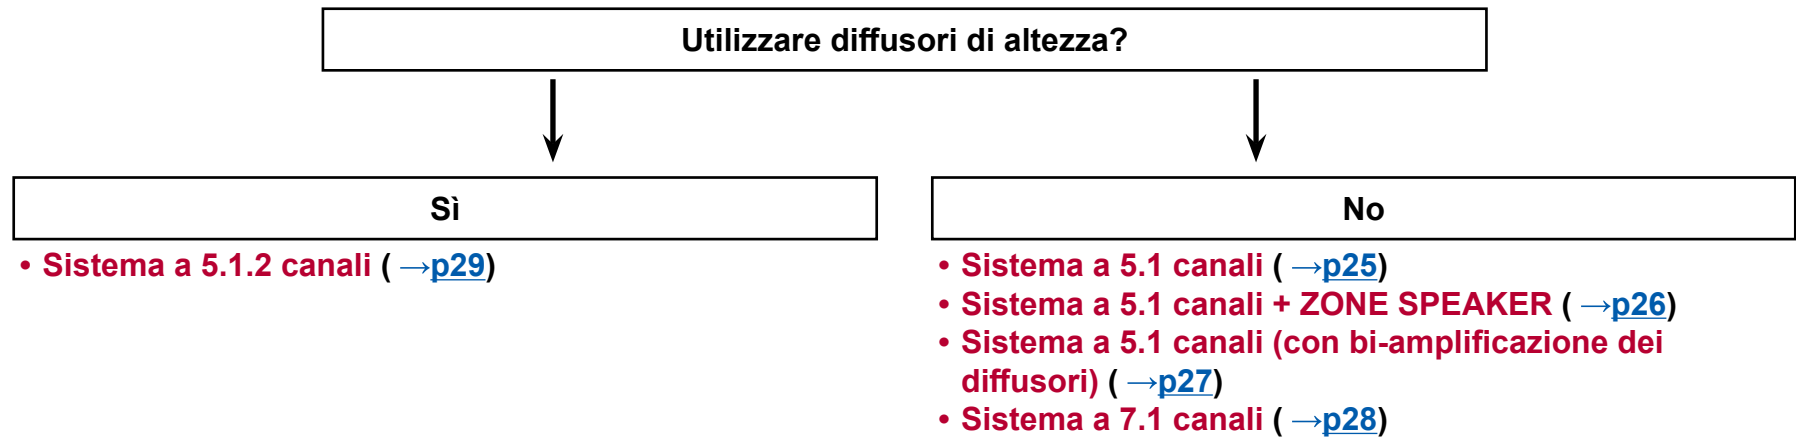 Utilizzare diffusori di altezza?
Sì
• Sistema a 5.1.2 canali ( →p29)
No
• Sistema a 5.1 canali ( →p25)
• Sistema a 5.1 canali + ZONE SPEAKER ( →p26)
• Sistema a 5.1 canali (con bi-amplificazione dei
diffusori) ( →p27)
• Sistema a 7.1 canali ( →p28)